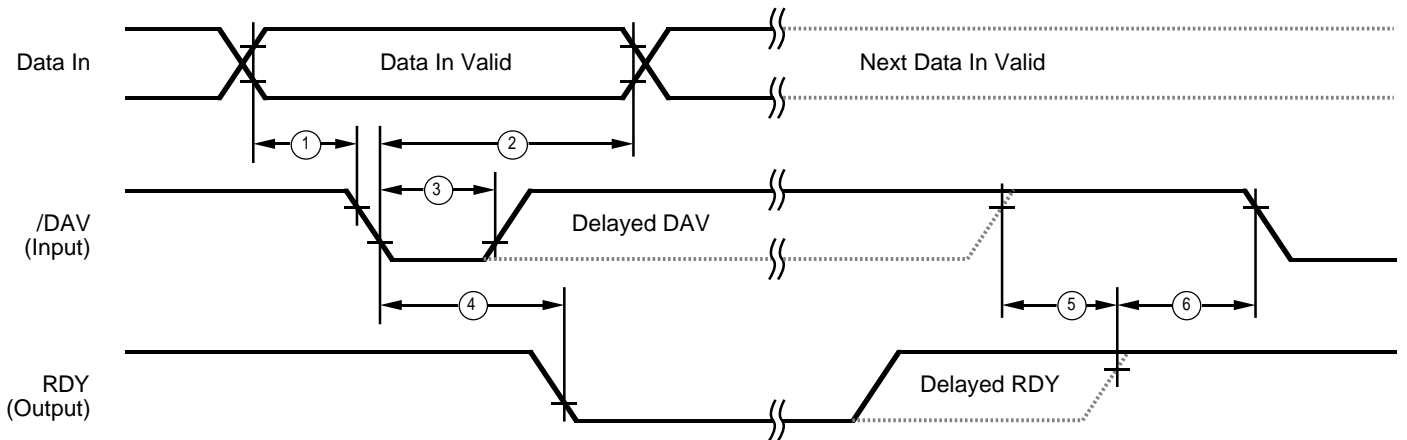 Data In
Data In Valid
Next Data In Valid
1
2
3
/DAV
(Input)
Delayed DAV
4
5
6
RDY
(Output)
Delayed RDY